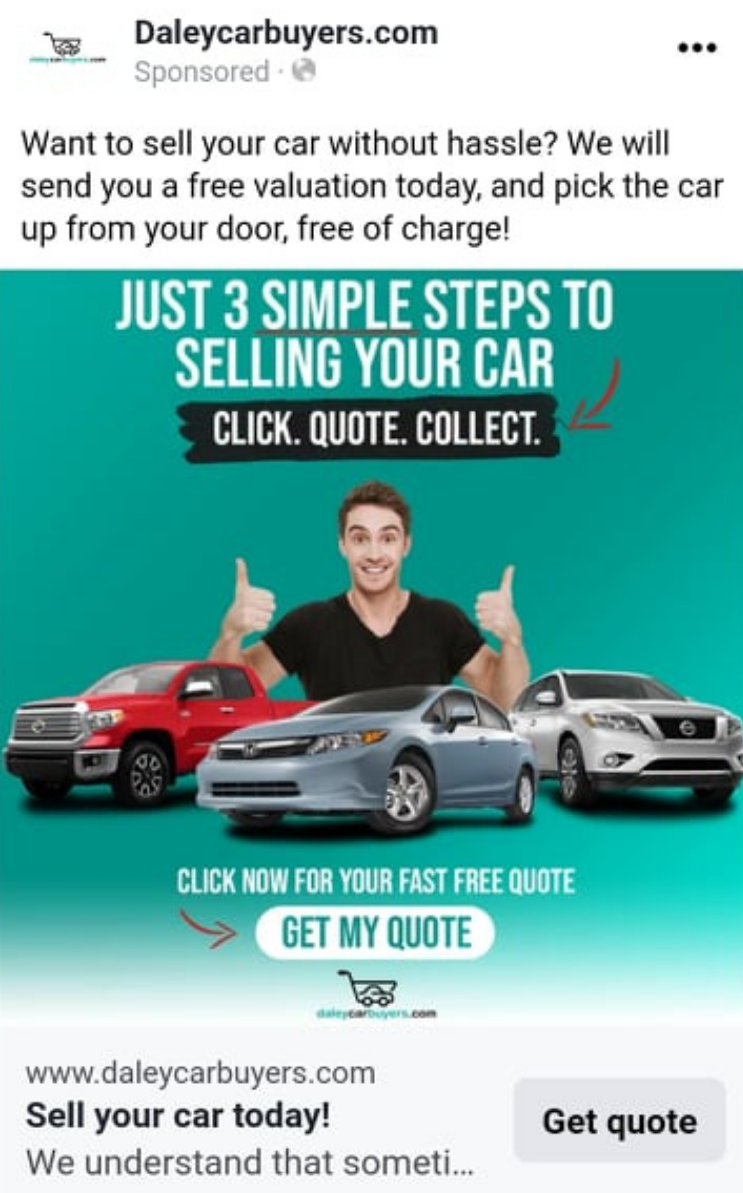 Daleycarbuyers.com
Sponsored ·
Want to sell your car without hassle? We will
send you a free valuation today, and pick the car
up from your door, free of charge!
JUST 3 SIMPLE STEPS TO
SELLING YOUR CAR
CLICK. QUOTE. COLLECT.
CLICK NOW FOR YOUR FAST FREE QUOTE
GET MY QUOTE
daleycarbuyers.com
www.daleycarbuyers.com
Sell your car today!
Get quote
We understand that someti...